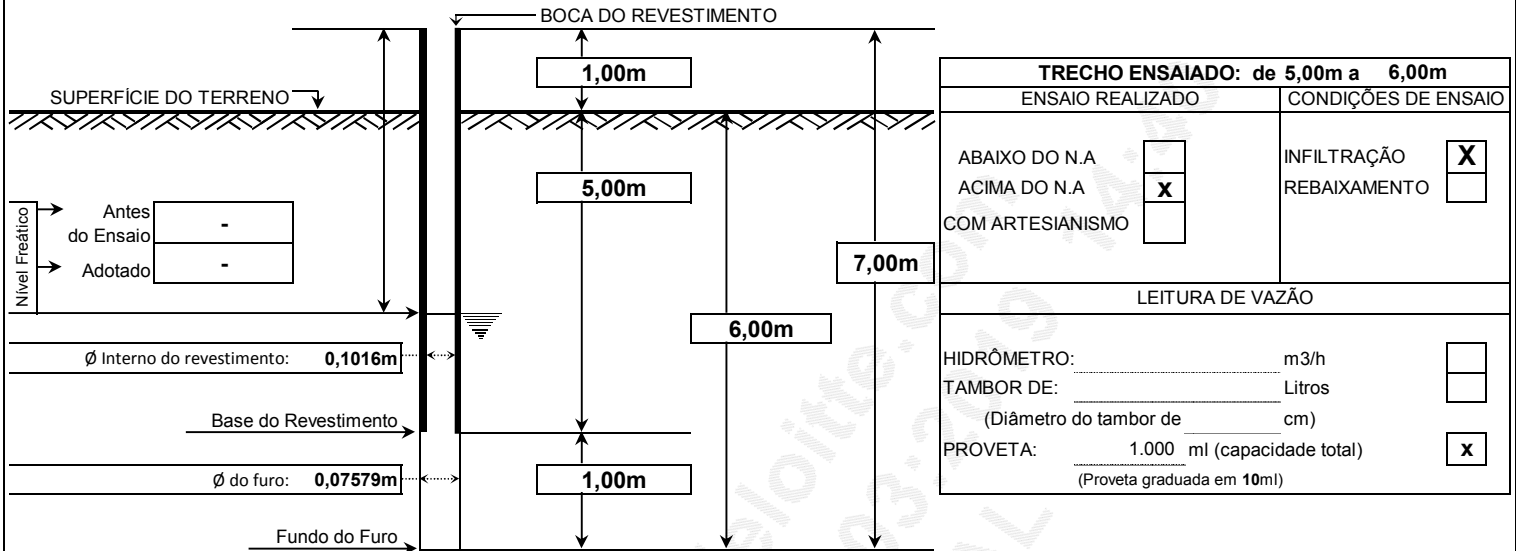 BOCA DO REVESTIMENTO
1,00m
SUPERFÍCIE DO TERRENO
5,00m
Nível Freático
Antes
do Ensaio
-
Adotado
-
7,00m
6,00m
Ø Interno do revestimento: 0,1016m
Base do Revestimento
Ø do furo: 0,07579m
1,00m
Fundo do Furo
TRECHO ENSAIADO: de 5,00m a 6,00m
ENSAIO REALIZADO
CONDIÇÕES DE ENSAIO
ABAIXO DO N.A
ACIMA DO N.A x
COM ARTESIANISMO
INFILTRAÇÃO X
REBAIXAMENTO
LEITURA DE VAZÃO
HIDRÔMETRO: m3/h
TAMBOR DE: Litros
(Diâmetro do tambor de cm)
PROVETA: 1.000 ml (capacidade total) x
(Proveta graduada em 10ml)